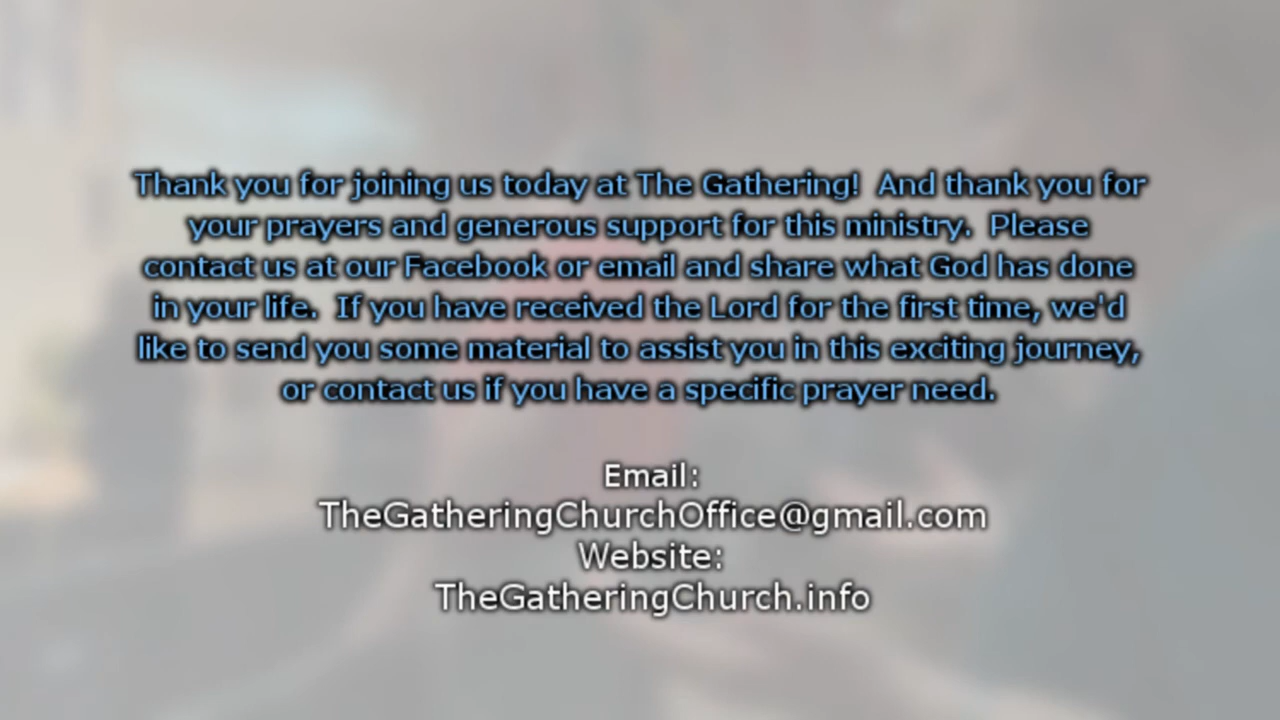 Thank you for joining us today at The Gathering!  And thank you for
your prayers and generous support for this ministry.  Please
contact us at our Facebook or email and share what God has done
in your life.  If you have received the Lord for the first time, we'd
like to send you some material to assist you in this exciting journey,
or contact us if you have a specific prayer need.
Email:
TheGatheringChurchOffice@gmail.com
Website:
TheGatheringChurch.info